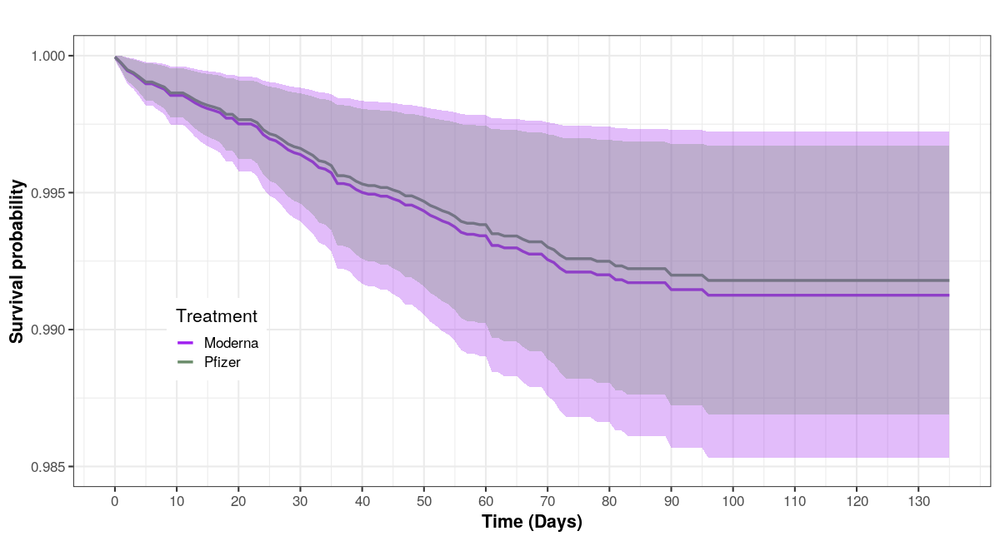 Survival probability
1.000
0.995
0.990
0.985
Treatment
Moderna
Pfizer
0 10 20 30 40 50 60 70 80 90 100 110 120 130
Time (Days)